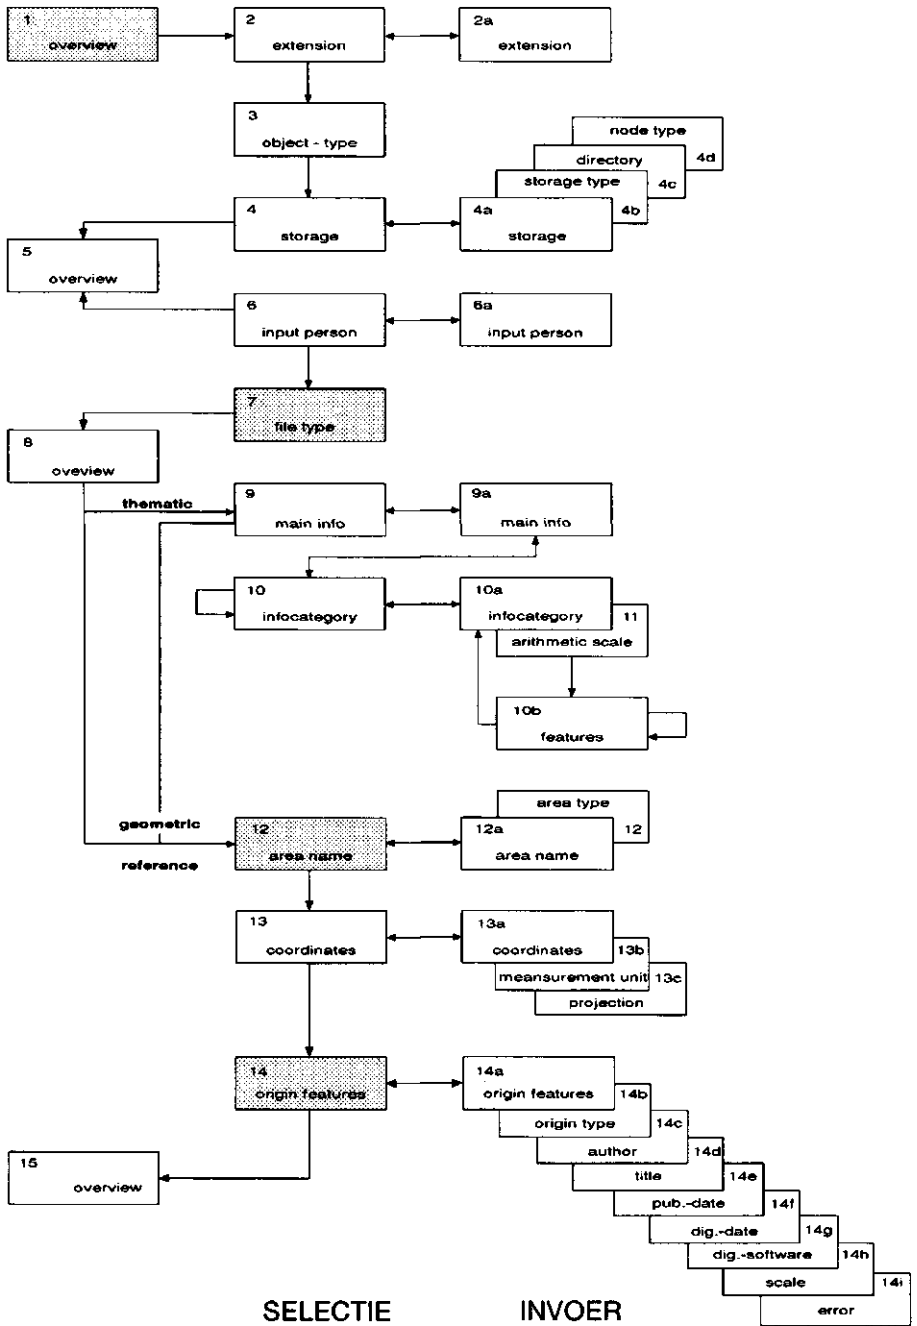 1
overview
2
extension
2a
extension
3
object - type
node type
4d
directory
4c
storage type
4b
4
storage
4a
storage
5
overview
6
input person
6a
input person
7
file type
8
oveview
thematic
9
main info
9a
main info
10
infocategory
10a
infocategory
11
arithmetic scale
10b
features
area type
12
geometric
reference
12
area name
12a
area name
13
coordinates
13a
coordinates
13b
meansurement unit
13c
projection
14
origin features
14a
origin features
14b
origin type
14c
author
14d
title
14e
pub.-date
14f
dig.-date
14g
dig.-software
14h
scale
14i
error
15
overview
SELECTIE
INVOER